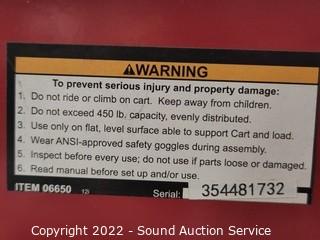 ⚠WARNING
To prevent serious injury and property damage:
1. Do not ride or climb on cart. Keep away from children.
2. Do not exceed 450 lb. capacity, evenly distributed.
3. Use only on flat, level surface able to support Cart and load.
4. Wear ANSI-approved safety goggles during assembly.
5. Inspect before every use; do not use if parts loose or damaged.
6. Read manual before set up and/or use.
ITEM 06650 12i Serial: 354481732
Copyright 2022 - Sound Auction Service